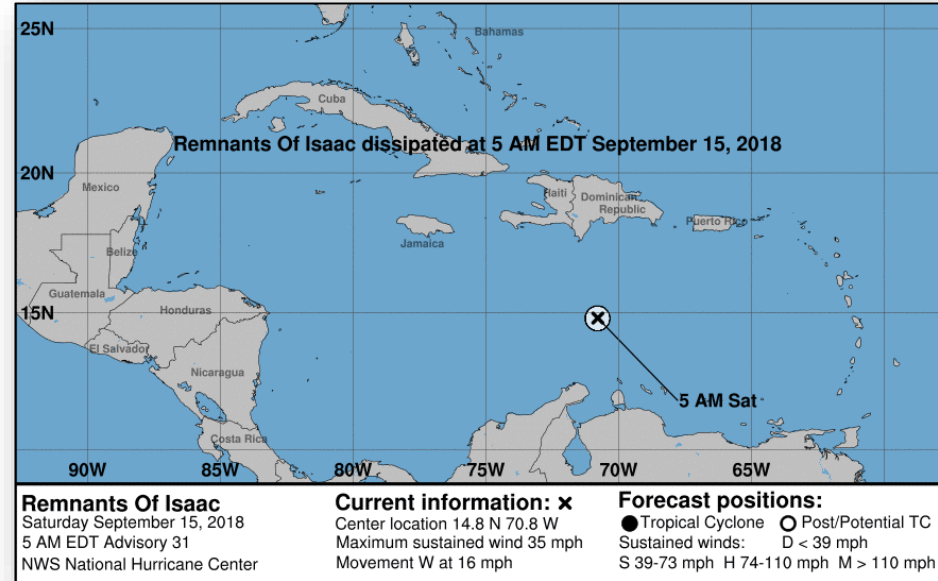 25N
Bahamas
Cuba
Remnants Of Isaac dissipated at 5 AM EDT September 15, 2018
20N
Mexico
Haiti
Dominican
Republic
Puerto Rico
Jamaica
Belize
Guatemala
15N
Honduras
El Salvador
Nicaragua
5 AM Sat
Costa Rica
90W 85W 80W 75W 70W 65W
Remnants Of Isaac
Saturday September 15, 2018
5 AM EDT Advisory 31
NWS National Hurricane Center
Current information: ×
Center location 14.8 N 70.8 W
Maximum sustained wind 35 mph
Movement W at 16 mph
Forecast positions:
● Tropical Cyclone ○ Post/Potential TC
Sustained winds: D < 39 mph
S 39-73 mph H 74-110 mph M > 110 mph